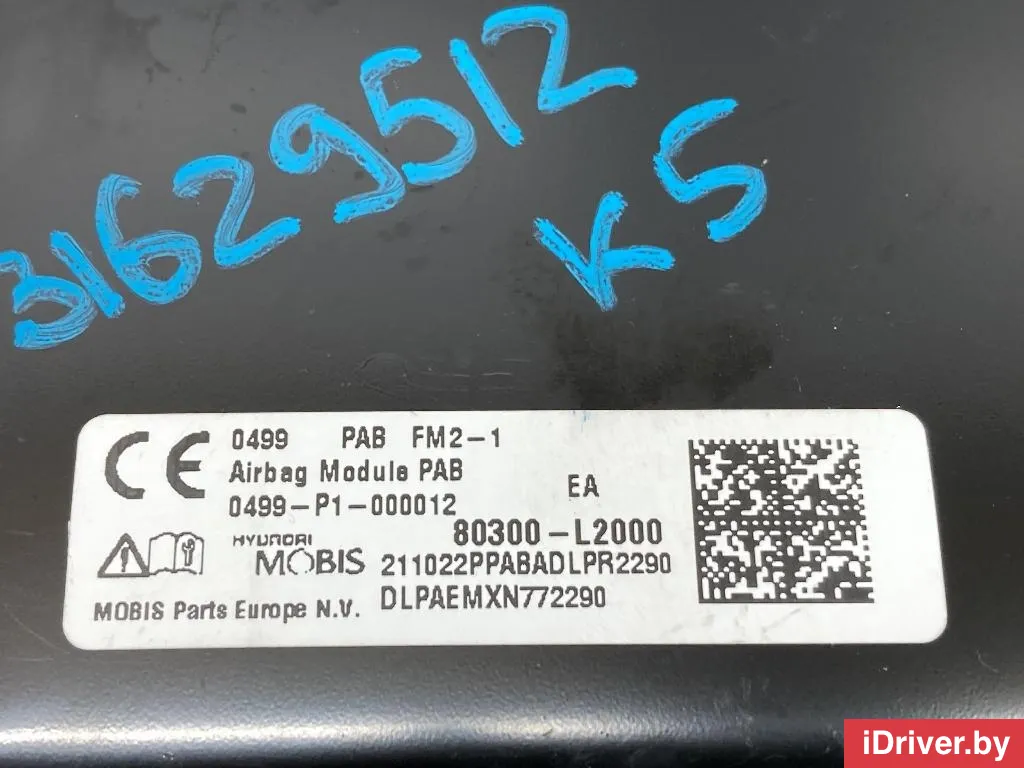 31629512
K5
CE 0499 PAB FM2-1
Airbag Module PAB
0499-P1-000012
EA
80300-L2000
HYUNDAI
MOBIS
211022PPABADLPR2290
DLPAEMXN772290
MOBIS Parts Europe N.V.
iDriver.by